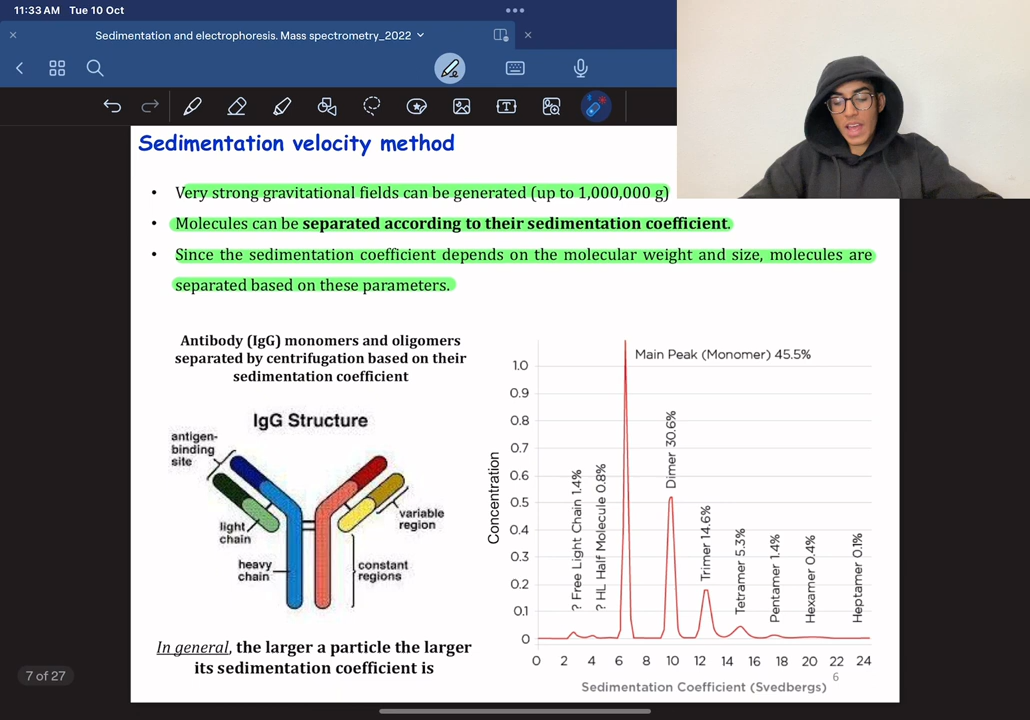 11:33 AM Tue 10 Oct
Sedimentation and electrophoresis. Mass spectrometry_2022
Sedimentation velocity method
• Very strong gravitational fields can be generated (up to 1,000,000 g)
• Molecules can be separated according to their sedimentation coefficient.
• Since the sedimentation coefficient depends on the molecular weight and size, molecules are
separated based on these parameters.
Antibody (IgG) monomers and oligomers
separated by centrifugation based on their
sedimentation coefficient
IgG Structure
antigen-
binding
site
light
chain
heavy
chain
variable
region
constant
regions
In general, the larger a particle the larger
its sedimentation coefficient is
Concentration
1.0
0.9
0.8
0.7
0.6
0.5
0.4
0.3
0.2
0.1
0
? Free Light Chain 1.4%
? HL Half Molecule 0.8%
Main Peak (Monomer) 45.5%
Dimer 30.6%
Trimer 14.6%
Tetramer 5.3%
Pentamer 1.4%
Hexamer 0.4%
Heptamer 0.1%
0 2 4 6 8 10 12 14 16 18 20 22 24
Sedimentation Coefficient (Svedbergs)
6
7 of 27